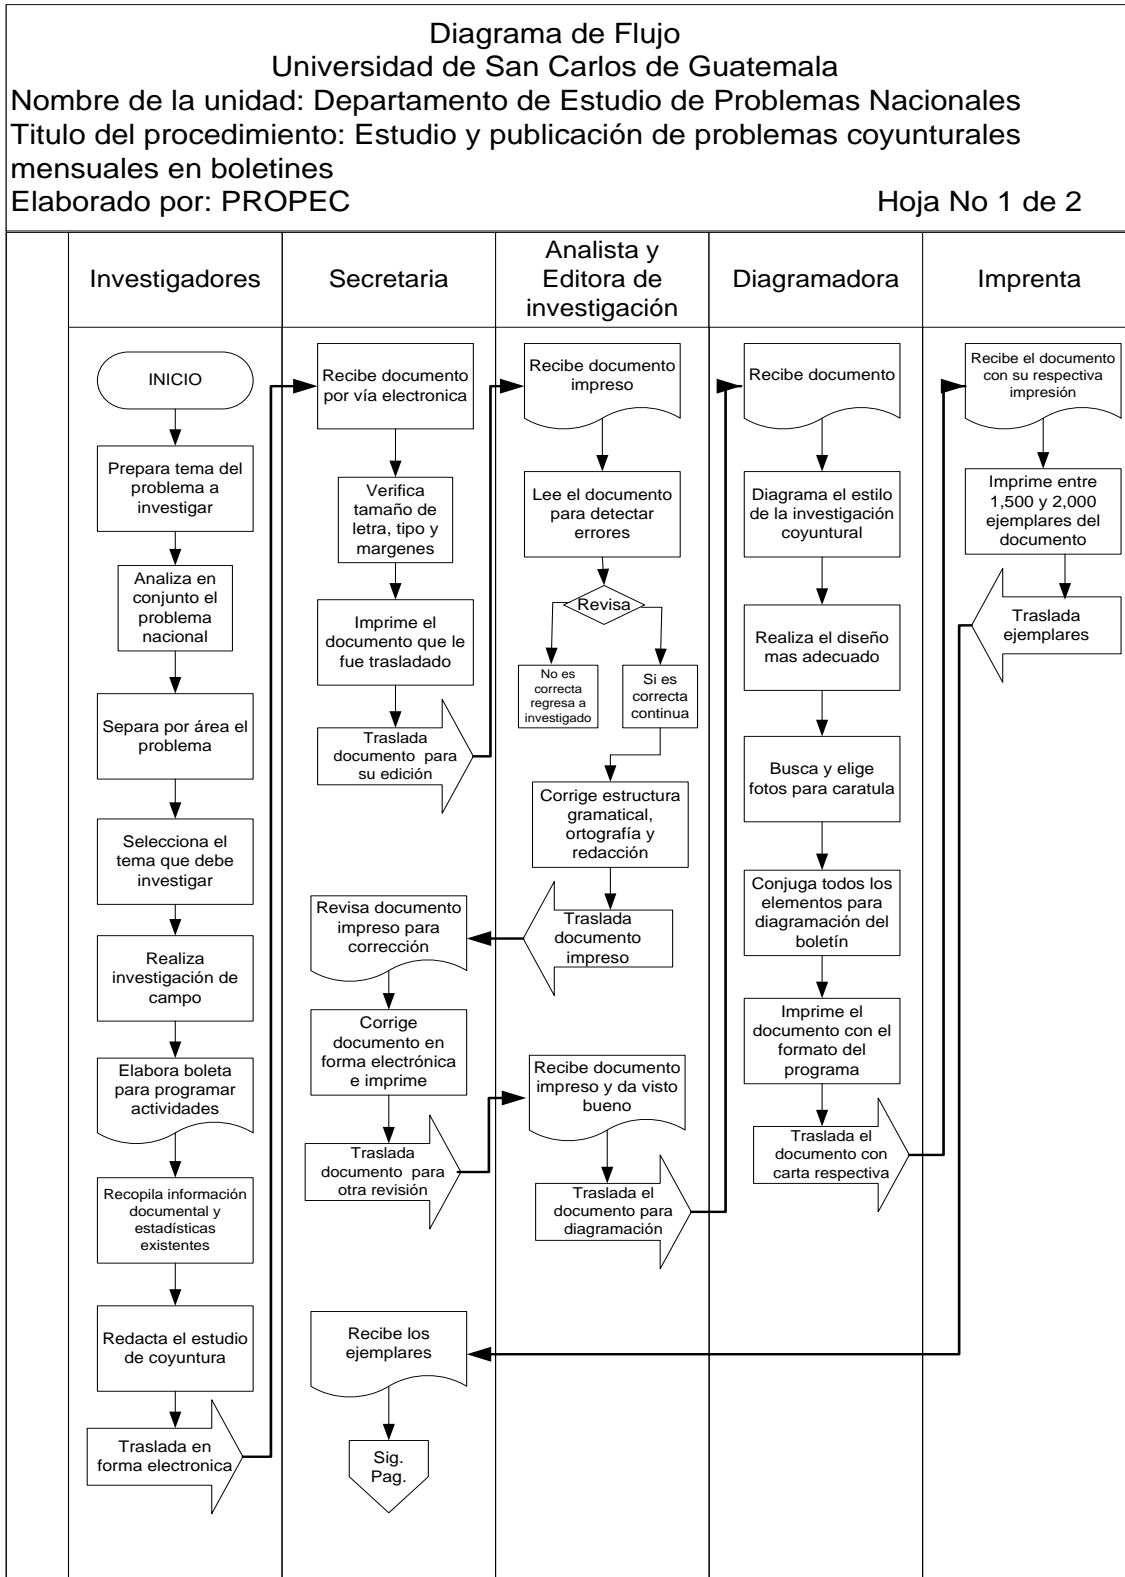 Diagrama de Flujo
Universidad de San Carlos de Guatemala
Nombre de la unidad: Departamento de Estudio de Problemas Nacionales
Titulo del procedimiento: Estudio y publicación de problemas coyunturales
mensuales en boletines
Elaborado por: PROPEC
Hoja No 1 de 2
Investigadores
Secretaria
Analista y
Editora de
investigación
Diagramadora
Imprenta
INICIO
Prepara tema del
problema a
investigar
Analiza en
conjunto el
problema
nacional
Separa por área el
problema
Selecciona el
tema que debe
investigar
Realiza
investigación de
campo
Elabora boleta
para programar
actividades
Recopila información
documental y
estadísticas
existentes
Redacta el estudio
de coyuntura
Traslada en
forma electronica
Recibe documento
por vía electronica
Verifica
tamaño de
letra, tipo y
margenes
Imprime el
documento que le
fue trasladado
Traslada
documento para
su edición
Revisa documento
impreso para
corrección
Corrige
documento en
forma electrónica
e imprime
Traslada
documento para
otra revisión
Recibe los
ejemplares
Sig.
Pag.
Recibe documento
impreso
Lee el documento
para detectar
errores
Revisa
No es
correcta
regresa a
investigado
Si es
correcta
continua
Corrige estructura
gramatical,
ortografía y
redacción
Traslada
documento
impreso
Recibe documento
impreso y da visto
bueno
Traslada el
documento para
diagramación
Recibe documento
Diagrama el estilo
de la investigación
coyuntural
Realiza el diseño
mas adecuado
Busca y elige
fotos para caratula
Conjuga todos los
elementos para
diagramación del
boletín
Imprime el
documento con el
formato del
programa
Traslada el
documento con
carta respectiva
Recibe el documento
con su respectiva
impresión
Imprime entre
1,500 y 2,000
ejemplares del
documento
Traslada
ejemplares